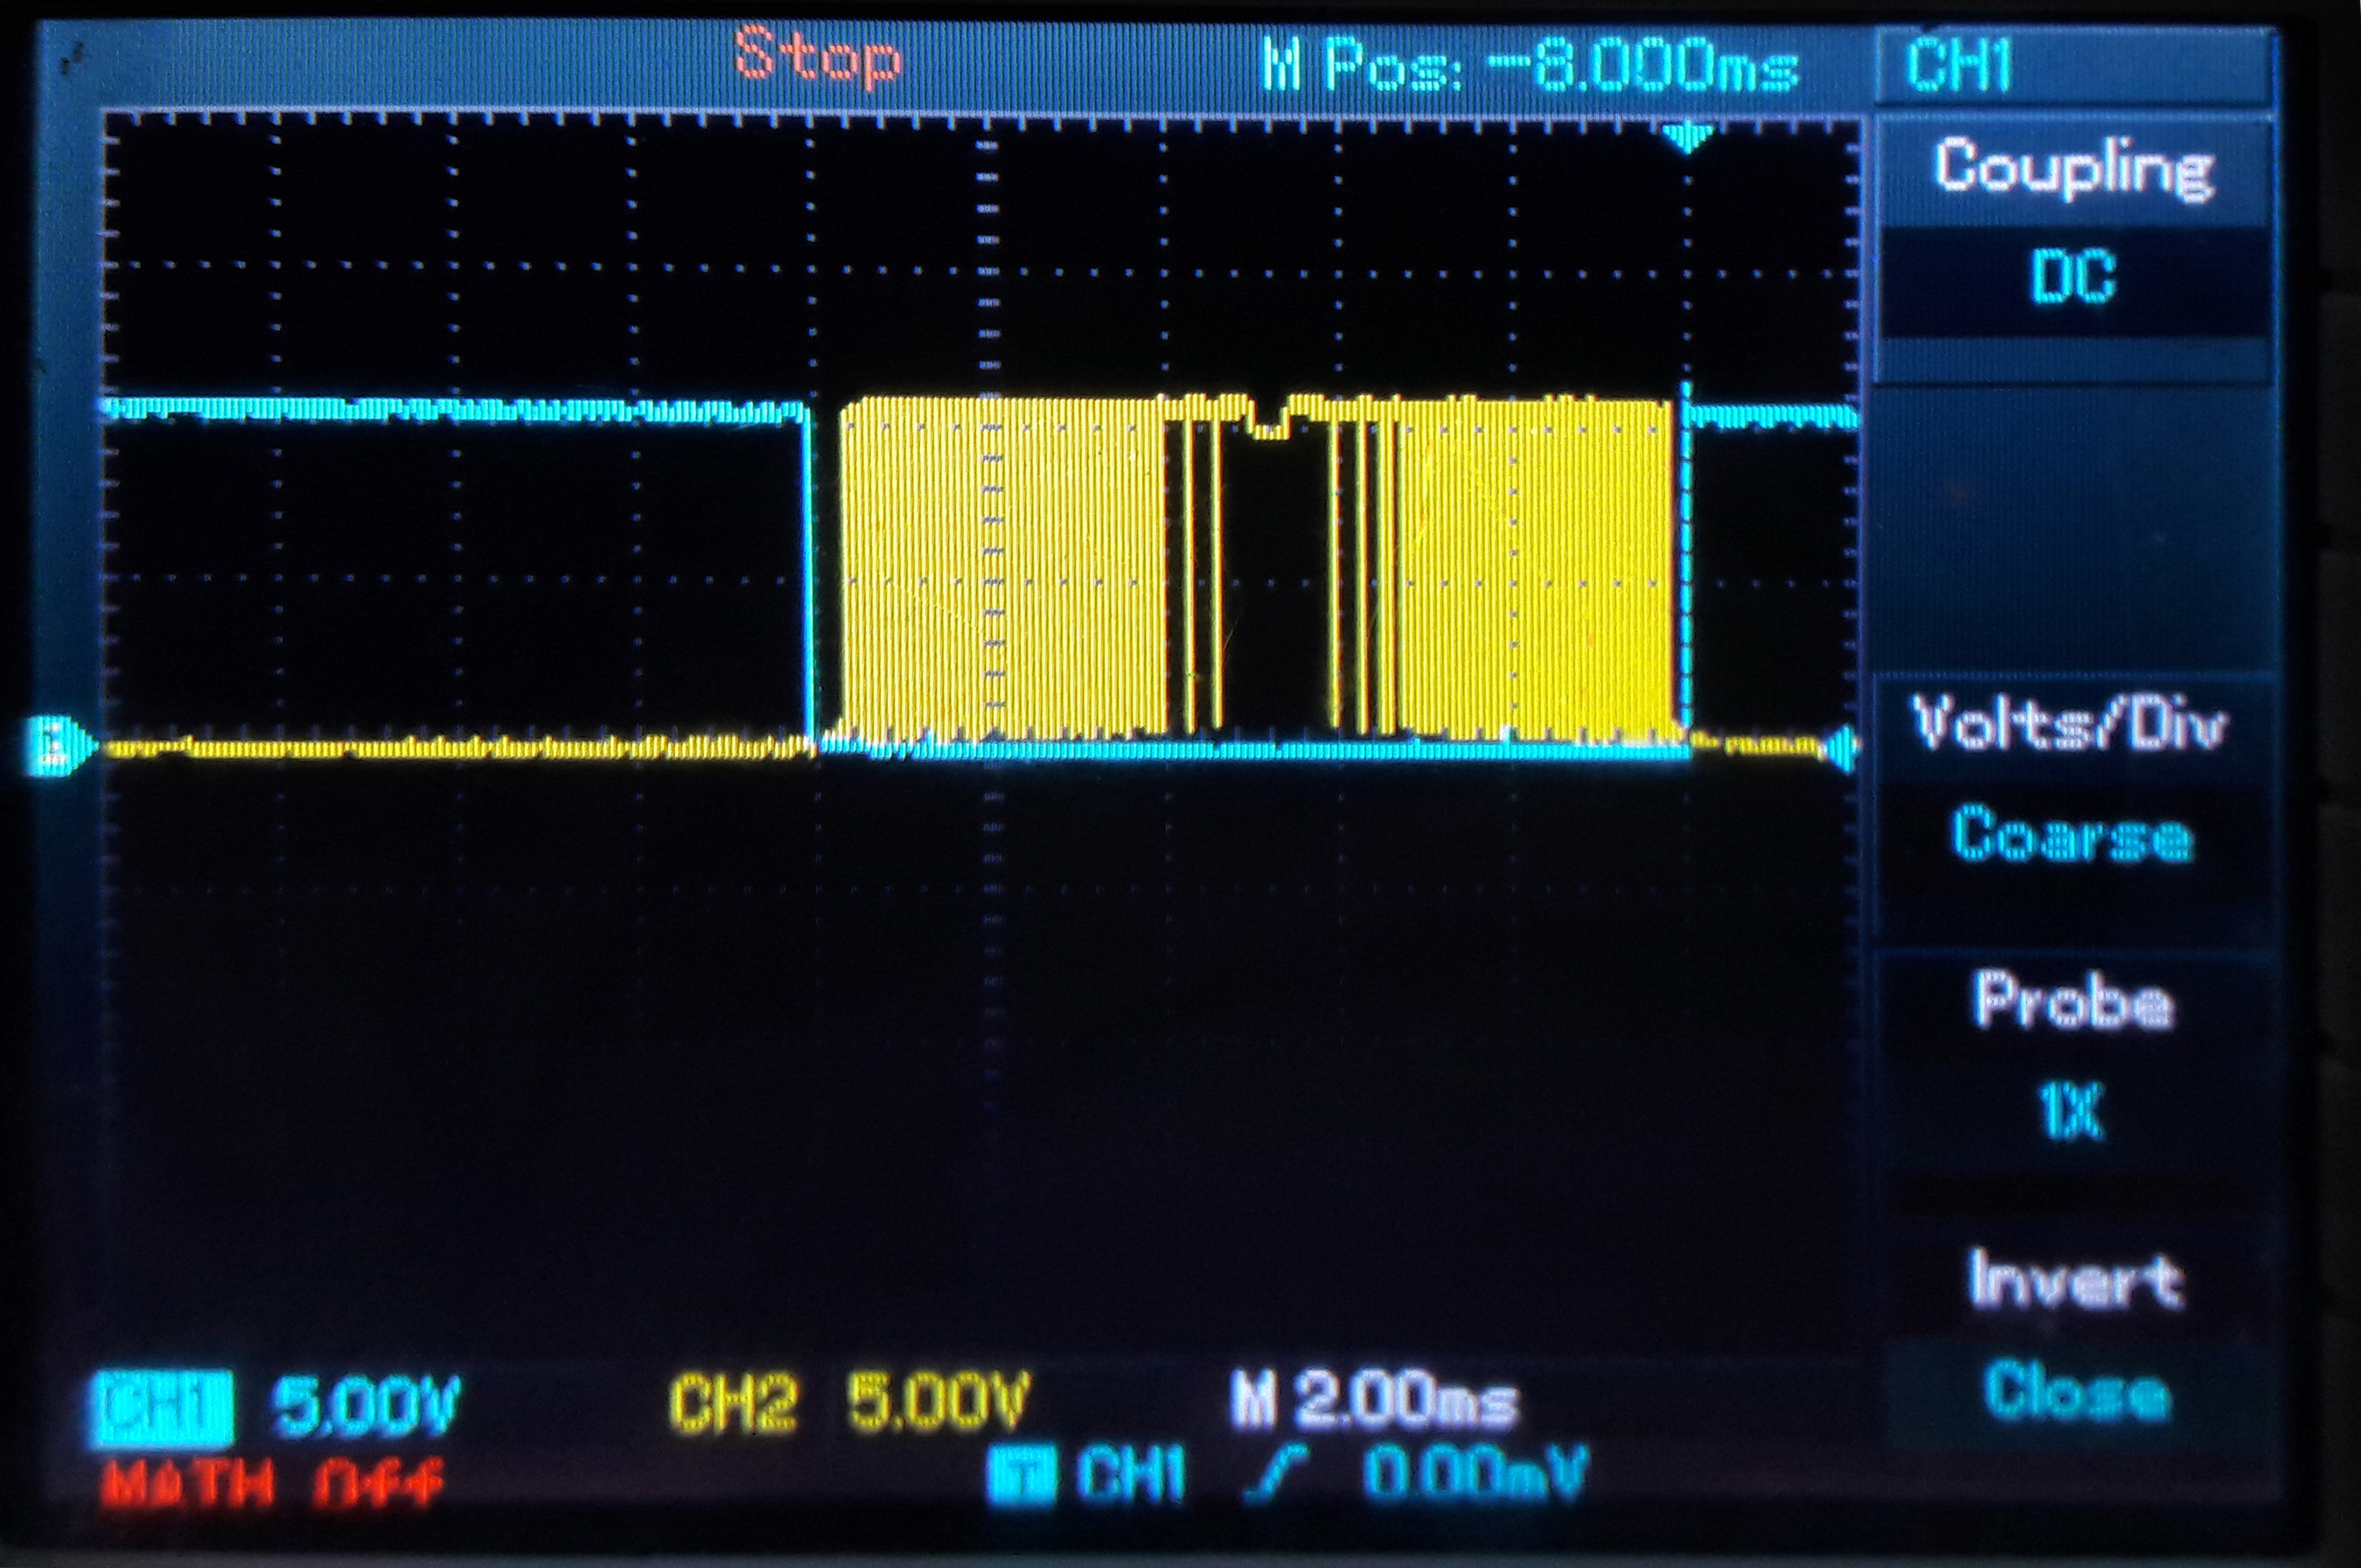 Stop M Pos: -8.000ms CH1
Coupling
DC
Volts/Div
Coarse
Probe
1X
Invert
Close
CH1 5.00V CH2 5.00V M 2.00ms
MATH Off T CH1 0.00mV